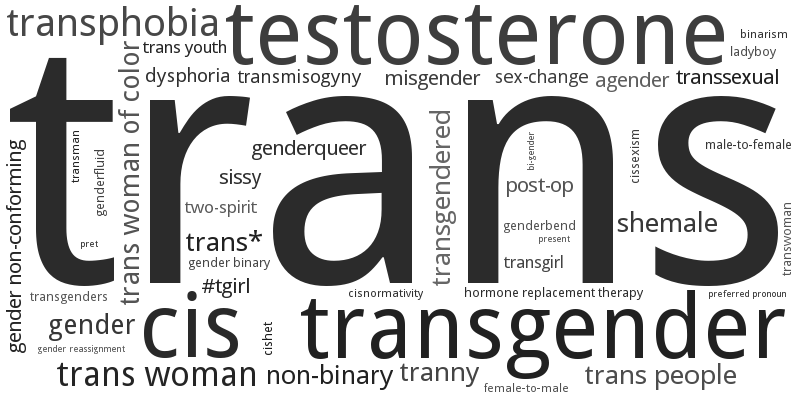 transphobia
testosterone
binarism
trans youth
ladyboy
dysphoria
transmisogyny
misgender
sex-change
agender
transsexual
trans
gender non-conforming
transman
genderfluid
trans woman of color
genderqueer
transgendered
bi-gender
cissexism
male-to-female
sissy
post-op
two-spirit
genderbend
shemale
transwoman
pret
trans*
present
gender binary
transgirl
#tgirl
transgenders
cisnormativity
hormone replacement therapy
preferred pronoun
gender
cis
cishet
transgender
gender reassignment
trans woman
non-binary
tranny
female-to-male
trans people